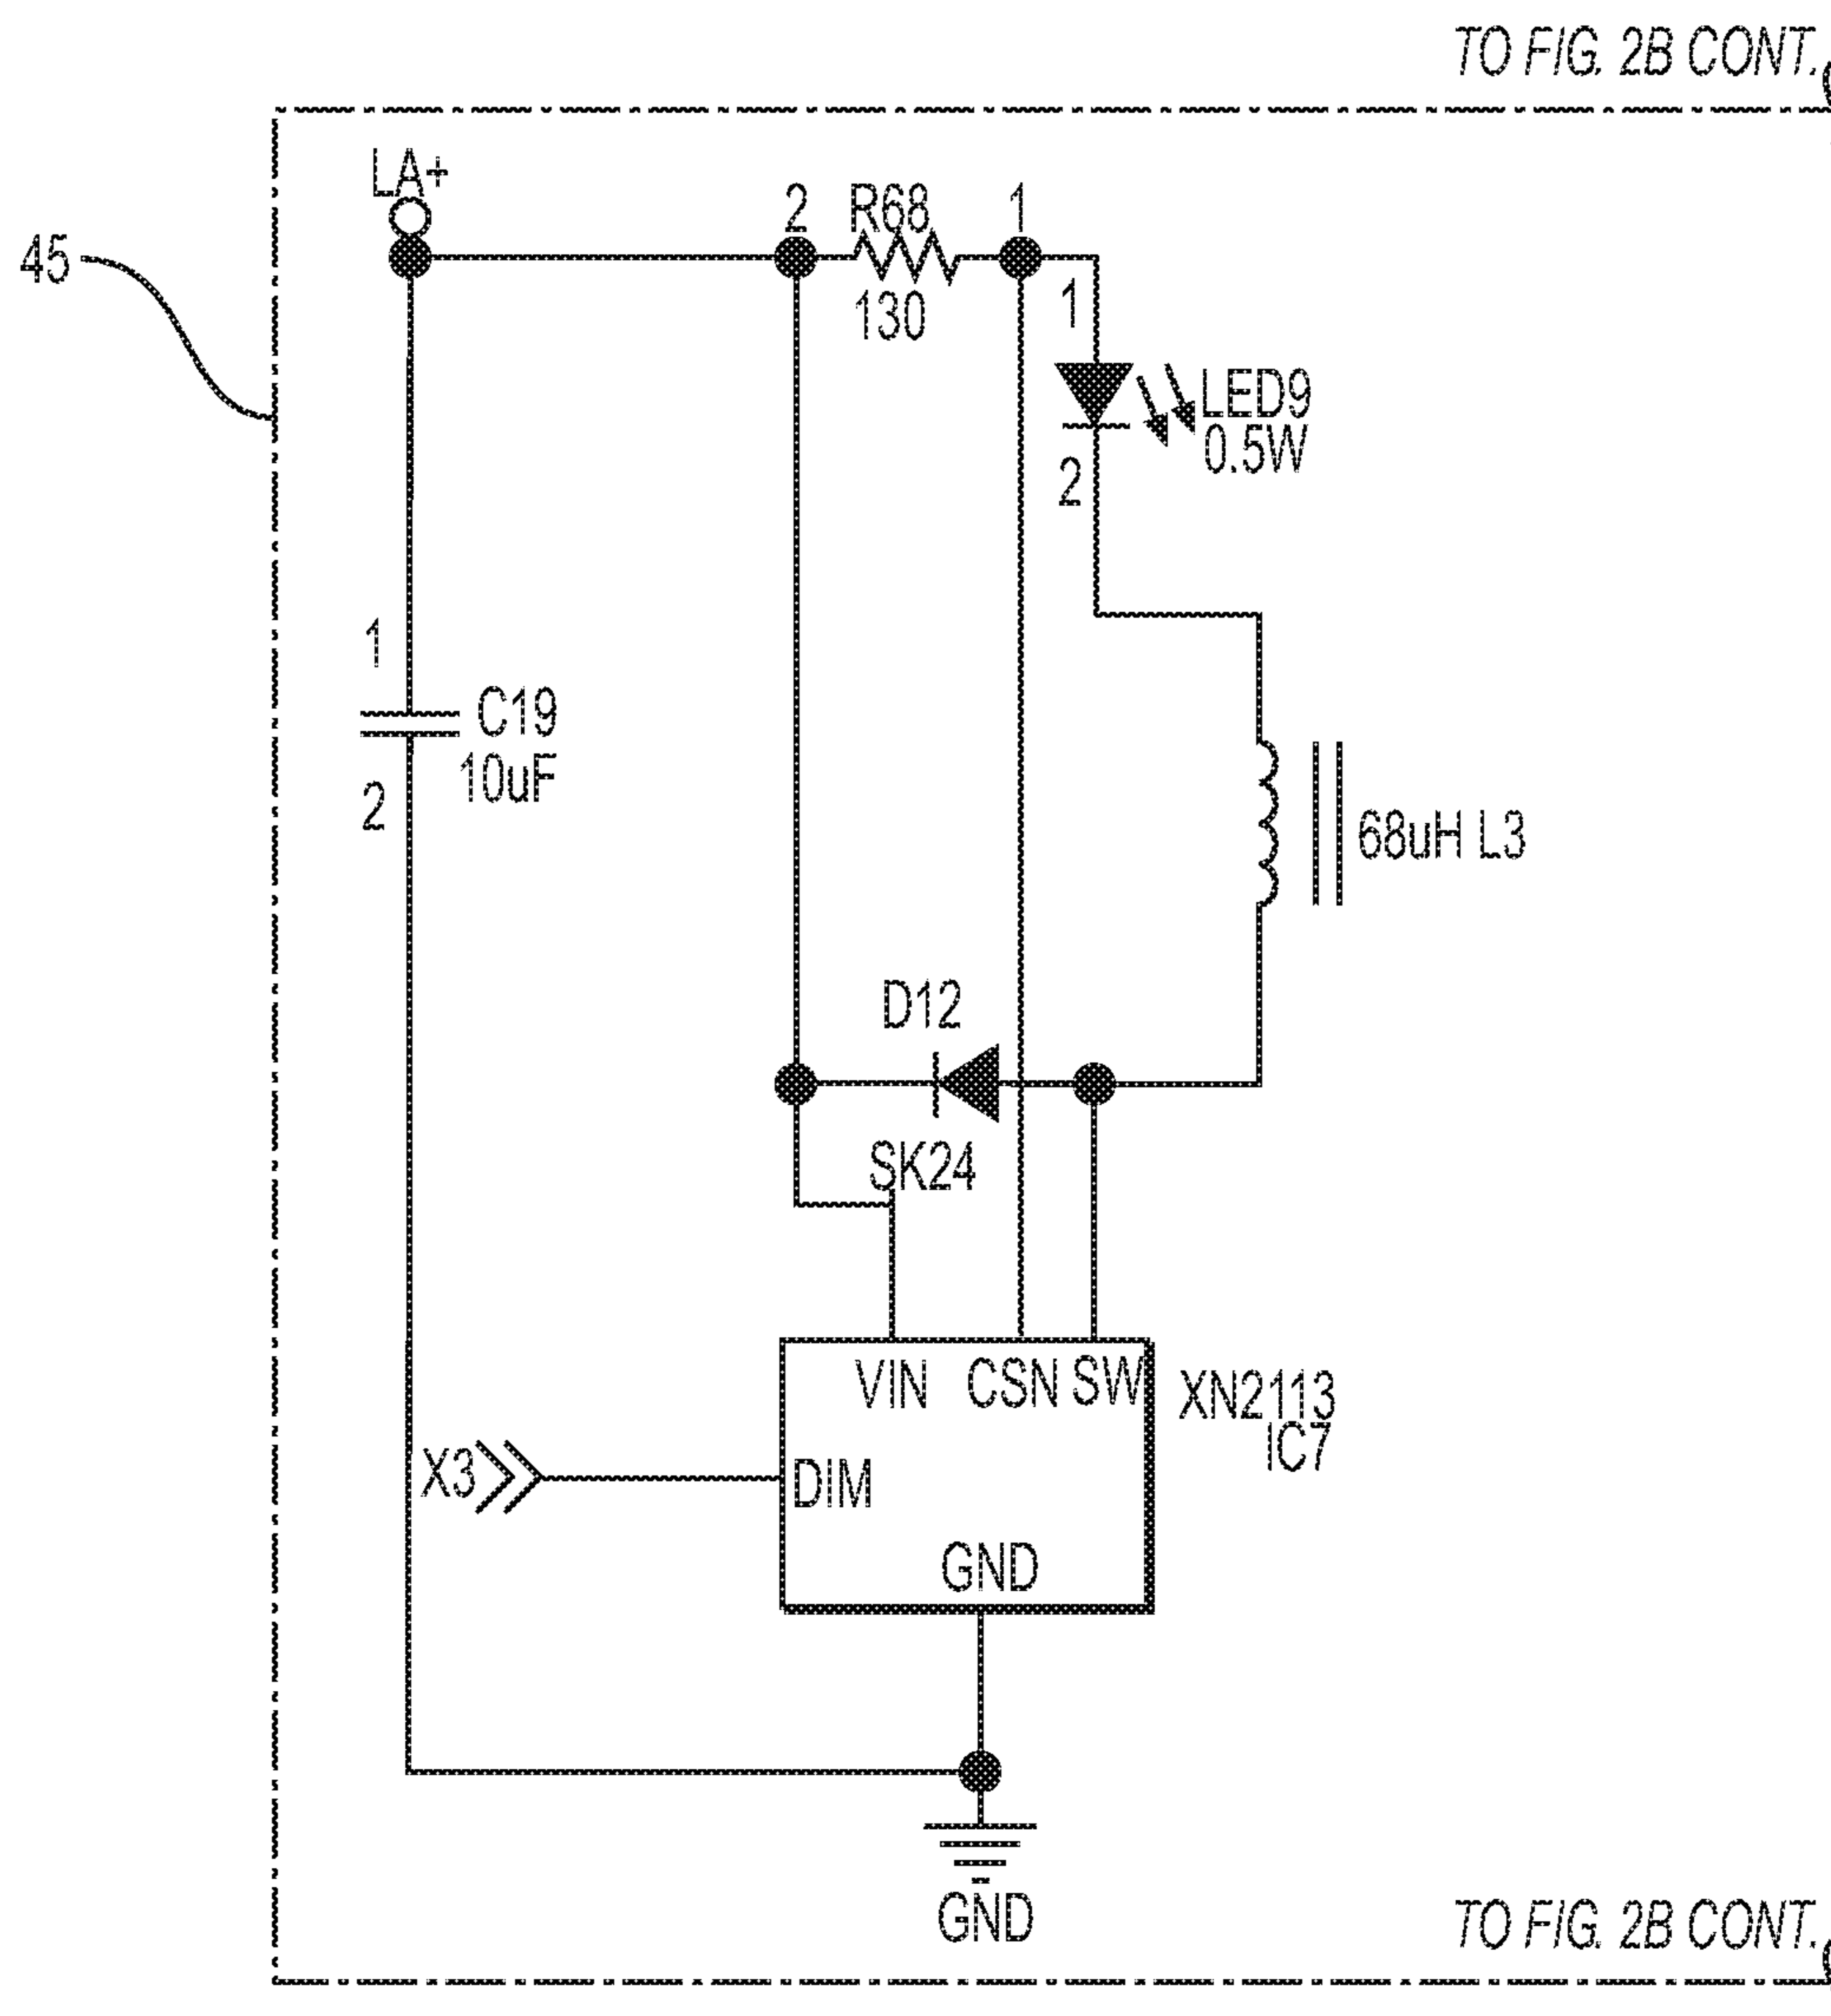 TO FIG. 2B CONT.
LA+
45
2 R68 1
130
1
LED9
0.5W
2
1
C19
10uF
2
68uH L3
D12
SK24
VIN CSN SW
XN2113
IC7
X3
DIM
GND
GND
TO FIG. 2B CONT.